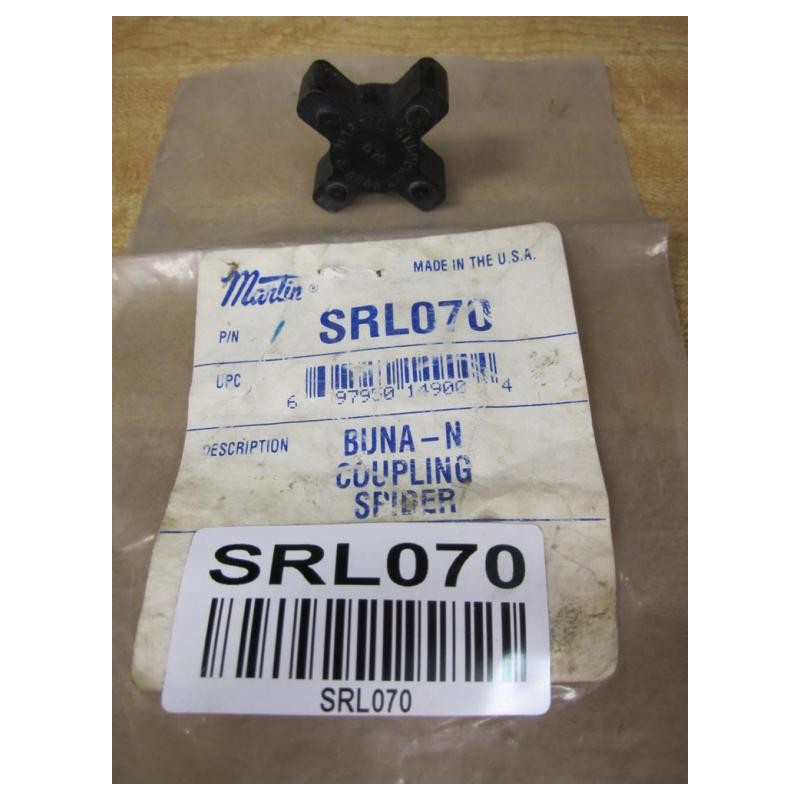 Martin®
MADE IN THE U.S.A.
P/N
SRL070
UPC
6 97950 14900 4
DESCRIPTION
BUNA-N
COUPLING
SPIDER
SRL070
SRL070